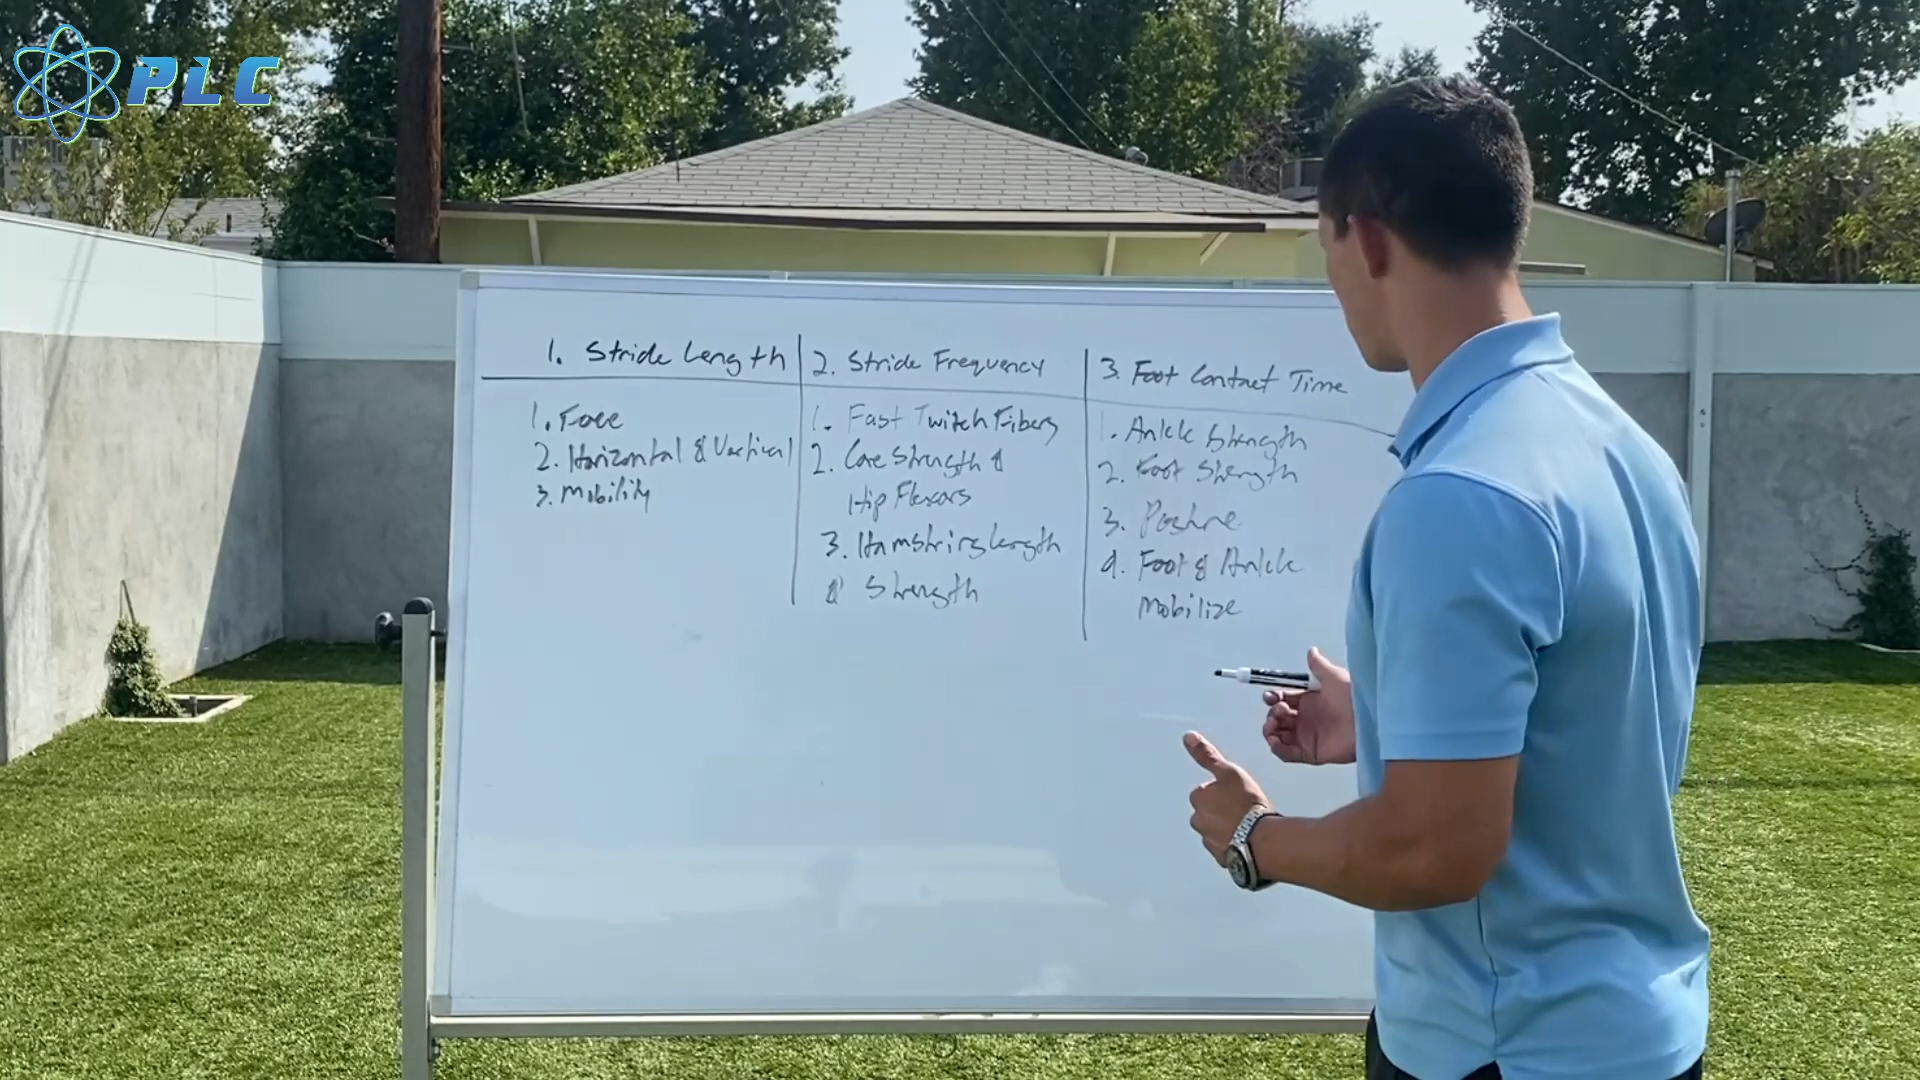 PLC
1. Stride Length
1. Force
2. Horizontal & Vertical
3. Mobility
2. Stride Frequency
1. Fast Twitch Fibers
2. Core Strength &
Hip Flexors
3. Hamstring Length
& Strength
3. Foot Contact Time
1. Ankle Strength
2. Foot Strength
3. Posture
4. Foot & Ankle
Mobilize